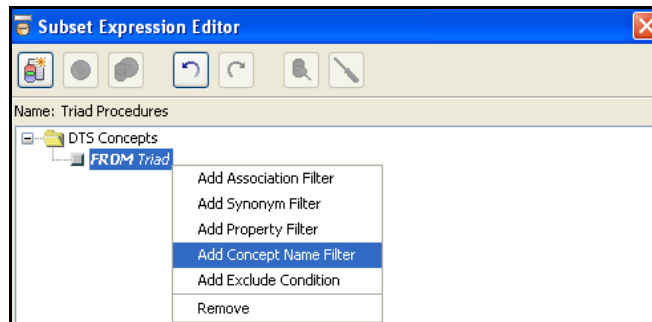 Subset Expression Editor
Name: Triad Procedures
DTS Concepts
FROM Triad
Add Association Filter
Add Synonym Filter
Add Property Filter
Add Concept Name Filter
Add Exclude Condition
Remove